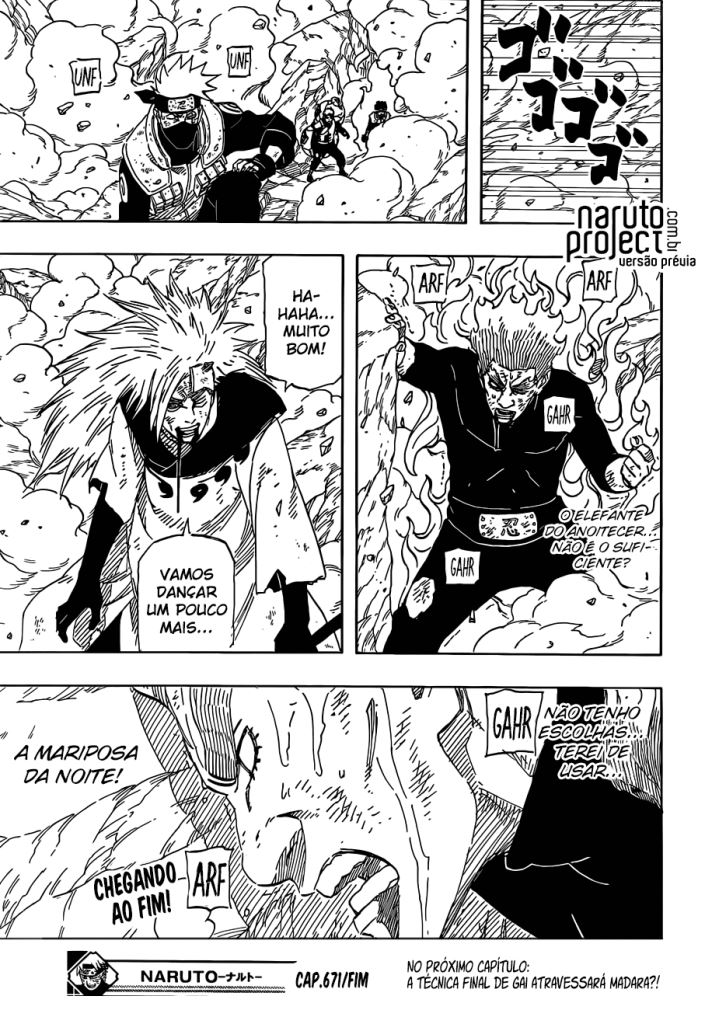 ゴゴゴゴ
UNF
UNF
naruto
project
.com.br
versão prévia
ARF
ARF
GAHR
O ELEFANTE
DO ANOITECER...
NÃO É O SUFI-
CIENTE?
GAHR
HA-
HAHA...
MUITO
BOM!
VAMOS
DANÇAR
UM POUCO
MAIS...
GAHR
NÃO TENHO
ESCOLHAS...
TEREI DE
USAR...
A MARIPOSA
DA NOITE!
ARF
CHEGANDO
AO FIM!
NARUTO-ナルト-
CAP.671/FIM
NO PRÓXIMO CAPÍTULO:
A TÉCNICA FINAL DE GAI ATRAVESSARÁ MADARA?!